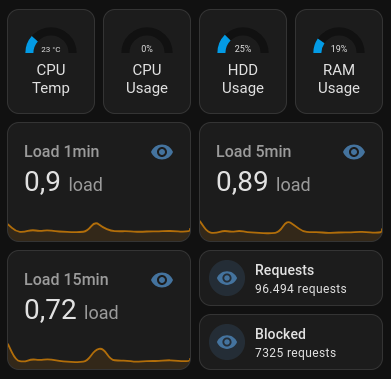 23 °C
CPU
Temp
0%
CPU
Usage
25%
HDD
Usage
19%
RAM
Usage
Load 1min
0,9 load
Load 5min
0,89 load
Load 15min
0,72 load
Requests
96.494 requests
Blocked
7325 requests